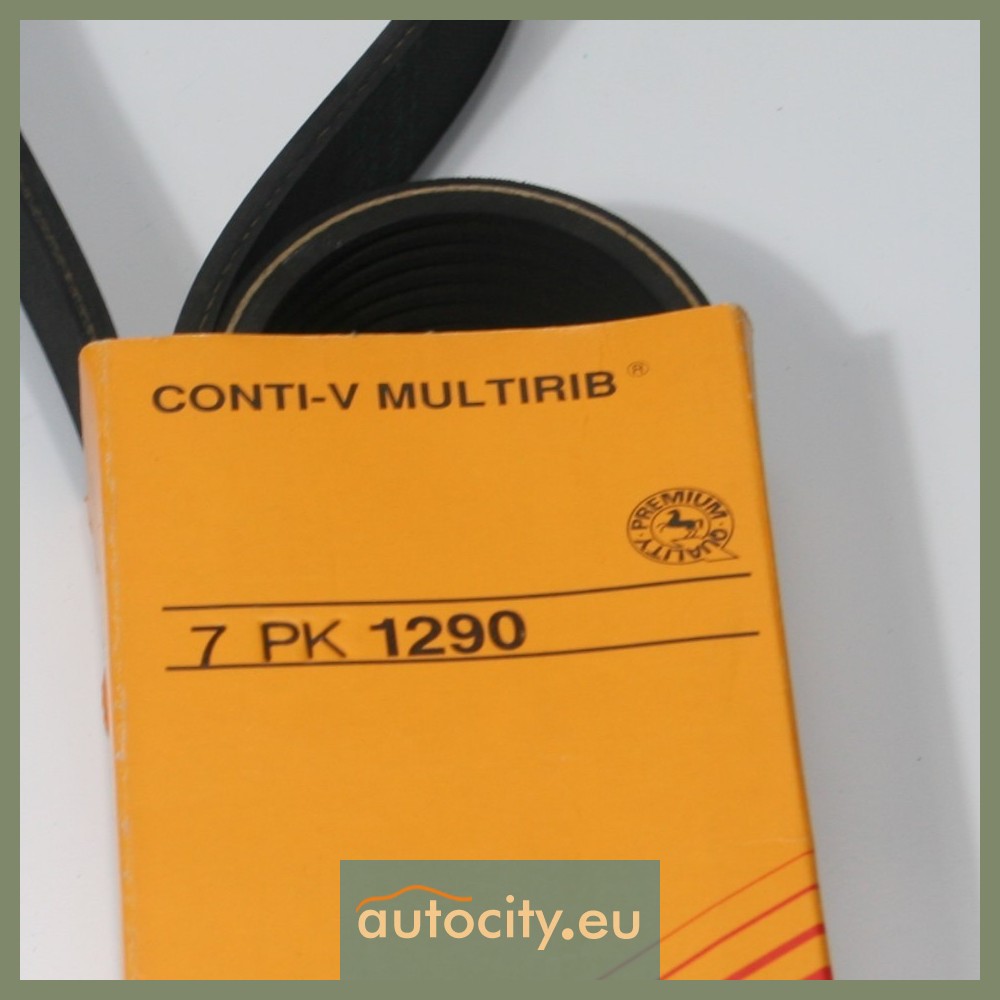 CONTI-V MULTIRIB ®
PREMIUM QUALITY
7 PK 1290
autocity.eu